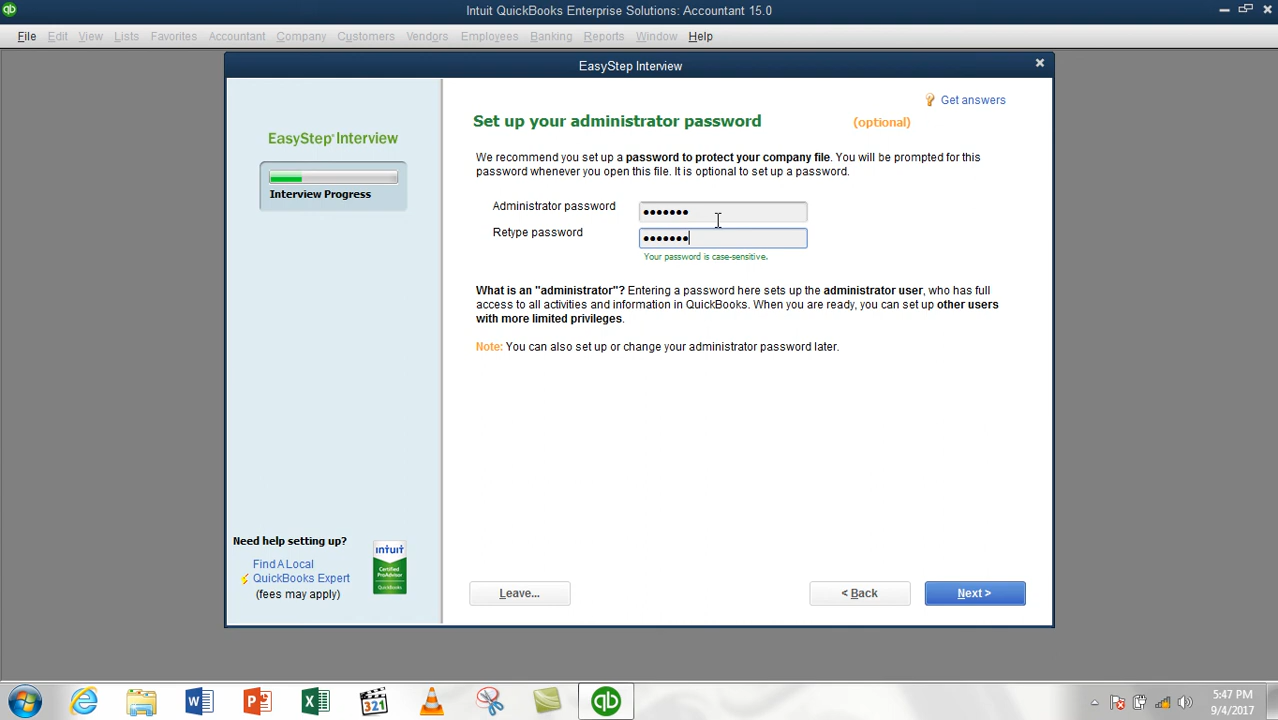 Intuit QuickBooks Enterprise Solutions: Accountant 15.0
File Edit View Lists Favorites Accountant Company Customers Vendors Employees Banking Reports Window Help
EasyStep Interview
Get answers
EasyStep Interview
Interview Progress
Set up your administrator password (optional)
We recommend you set up a password to protect your company file. You will be prompted for this
password whenever you open this file. It is optional to set up a password.
Administrator password •••••••
Retype password •••••••
Your password is case-sensitive.
What is an "administrator"? Entering a password here sets up the administrator user, who has full
access to all activities and information in QuickBooks. When you are ready, you can set up other users
with more limited privileges.
Note: You can also set up or change your administrator password later.
Need help setting up?
Find A Local
QuickBooks Expert
(fees may apply)
intuit
Certified
ProAdvisor
QuickBooks
Leave... < Back Next >
qb
321
5:47 PM
9/4/2017